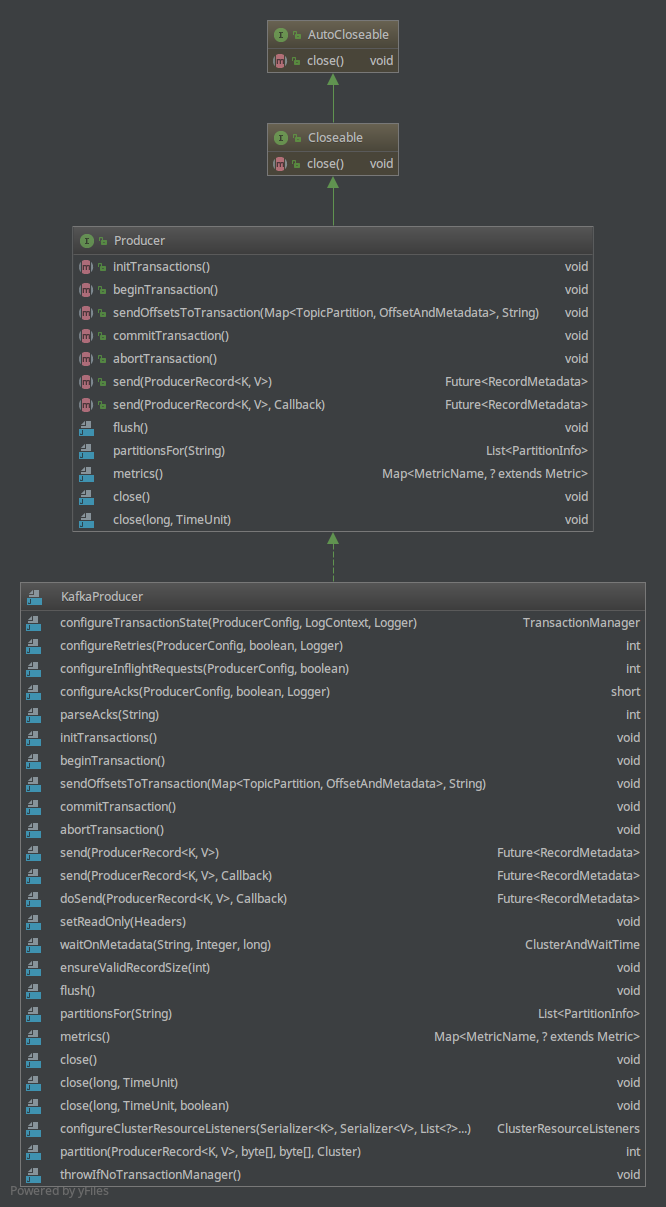 AutoCloseable
close() void
Closeable
close() void
Producer
initTransactions() void
beginTransaction() void
sendOffsetsToTransaction(Map<TopicPartition, OffsetAndMetadata>, String) void
commitTransaction() void
abortTransaction() void
send(ProducerRecord<K, V>) Future<RecordMetadata>
send(ProducerRecord<K, V>, Callback) Future<RecordMetadata>
flush() void
partitionsFor(String) List<PartitionInfo>
metrics() Map<MetricName, ? extends Metric>
close() void
close(long, TimeUnit) void
KafkaProducer
configureTransactionState(ProducerConfig, LogContext, Logger) TransactionManager
configureRetries(ProducerConfig, boolean, Logger) int
configureInflightRequests(ProducerConfig, boolean) int
configureAcks(ProducerConfig, boolean, Logger) short
parseAcks(String) int
initTransactions() void
beginTransaction() void
sendOffsetsToTransaction(Map<TopicPartition, OffsetAndMetadata>, String) void
commitTransaction() void
abortTransaction() void
send(ProducerRecord<K, V>) Future<RecordMetadata>
send(ProducerRecord<K, V>, Callback) Future<RecordMetadata>
doSend(ProducerRecord<K, V>, Callback) Future<RecordMetadata>
setReadOnly(Headers) void
waitOnMetadata(String, Integer, long) ClusterAndWaitTime
ensureValidRecordSize(int) void
flush() void
partitionsFor(String) List<PartitionInfo>
metrics() Map<MetricName, ? extends Metric>
close() void
close(long, TimeUnit) void
close(long, TimeUnit, boolean) void
configureClusterResourceListeners(Serializer<K>, Serializer<V>, List<?>...) ClusterResourceListeners
partition(ProducerRecord<K, V>, byte[], byte[], Cluster) int
throwIfNoTransactionManager() void
Powered by yFiles